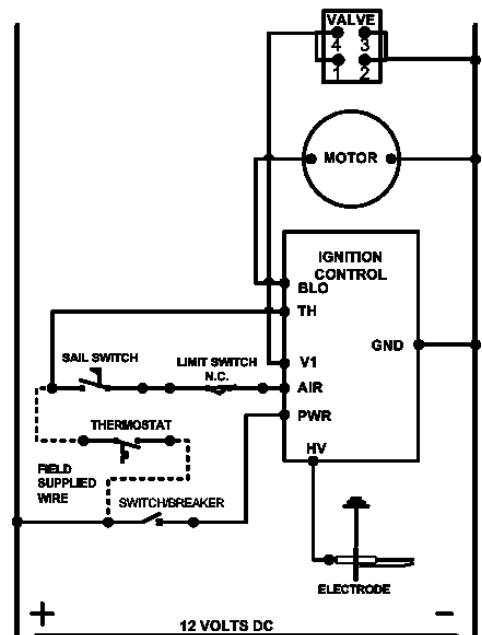 VALVE
4 3
1 2
MOTOR
IGNITION
CONTROL
BLO
TH
GND
SAIL SWITCH
LIMIT SWITCH
N.C.
V1
AIR
THERMOSTAT
PWR
HV
FIELD
SUPPLIED
WIRE
SWITCH/BREAKER
ELECTRODE
+ −
12 VOLTS DC